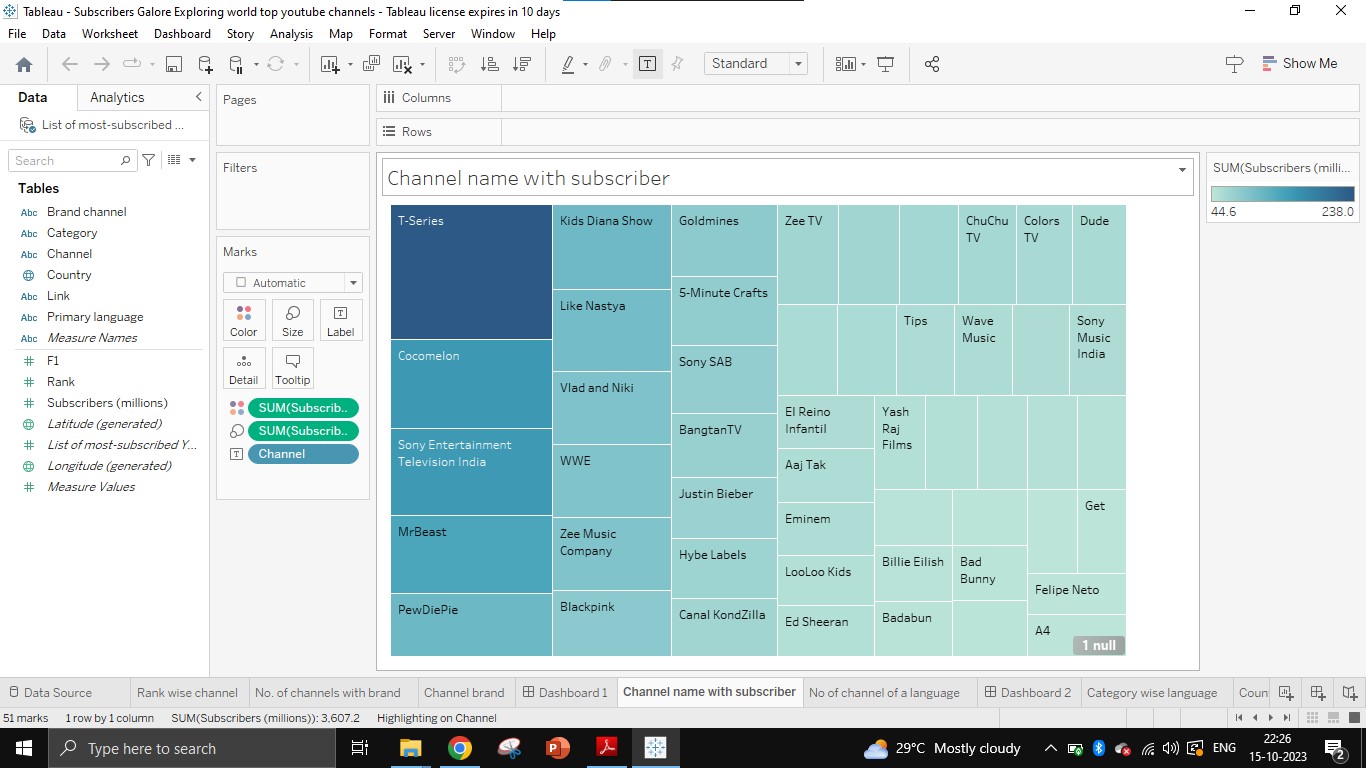 Tableau - Subscribers Galore Exploring world top youtube channels - Tableau license expires in 10 days
File Data Worksheet Dashboard Story Analysis Map Format Server Window Help
Standard
Show Me
Data Analytics
List of most-subscribed ...
Search
Tables
Abc Brand channel
Abc Category
Abc Channel
Country
Abc Link
Abc Primary language
Abc Measure Names
# F1
# Rank
# Subscribers (millions)
Latitude (generated)
# List of most-subscribed Y...
Longitude (generated)
# Measure Values
Pages
Filters
Marks
Automatic
Color Size Label
Detail Tooltip
SUM(Subscrib..
SUM(Subscrib..
Channel
Columns
Rows
Channel name with subscriber
T-Series
Cocomelon
Sony Entertainment
Television India
MrBeast
PewDiePie
Kids Diana Show
Like Nastya
Vlad and Niki
WWE
Zee Music
Company
Blackpink
Goldmines
5-Minute Crafts
Sony SAB
BangtanTV
Justin Bieber
Hybe Labels
Canal KondZilla
Zee TV
ChuChu
TV
Colors
TV
Dude
Tips
Wave
Music
Sony
Music
India
El Reino
Infantil
Aaj Tak
Eminem
LooLoo Kids
Ed Sheeran
Yash
Raj
Films
Get
Billie Eilish
Bad
Bunny
Badabun
Felipe Neto
A4
1 null
SUM(Subscribers (milli...
44.6 238.0
Data Source Rank wise channel No. of channels with brand Channel brand Dashboard 1 Channel name with subscriber No of channel of a language Dashboard 2 Category wise language Coun
51 marks 1 row by 1 column SUM(Subscribers (millions)): 3,607.2 Highlighting on Channel
Type here to search
29°C Mostly cloudy
ENG
22:26
15-10-2023
2